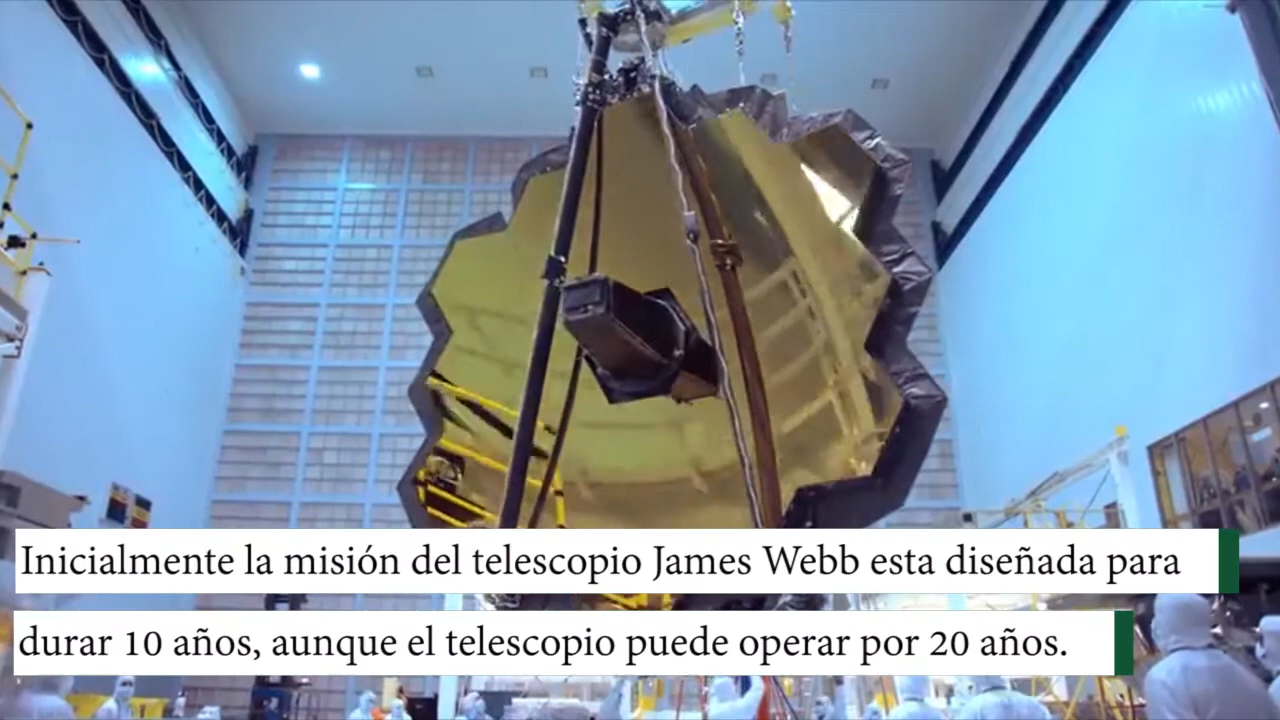 Inicialmente la misión del telescopio James Webb esta diseñada para
durar 10 años, aunque el telescopio puede operar por 20 años.